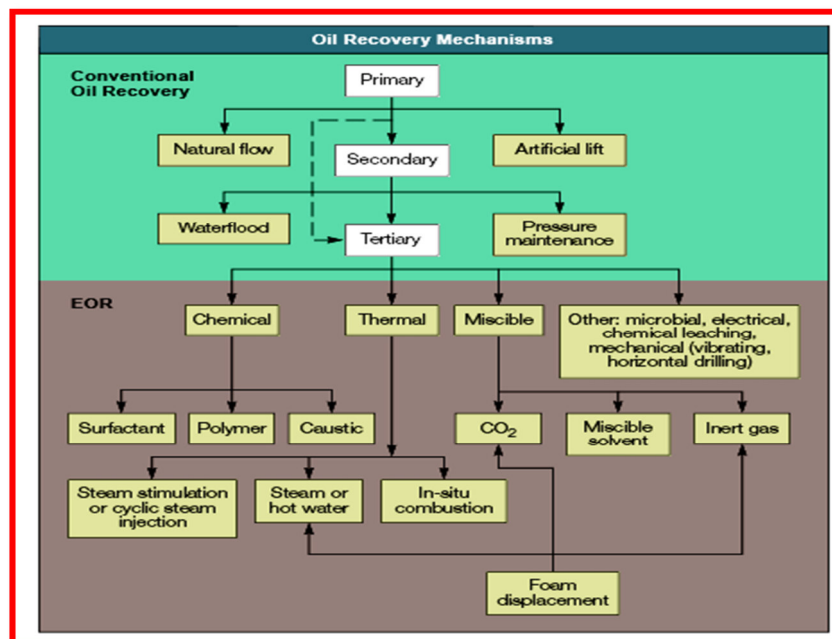 Oil Recovery Mechanisms
Conventional
Oil Recovery
Primary
Natural flow
Artificial lift
Secondary
Waterflood
Pressure
maintenance
Tertiary
EOR
Chemical
Thermal
Miscible
Other: microbial, electrical,
chemical leaching,
mechanical (vibrating,
horizontal drilling)
Surfactant
Polymer
Caustic
CO₂
Miscible
solvent
Inert gas
Steam stimulation
or cyclic steam
injection
Steam or
hot water
In-situ
combustion
Foam
displacement